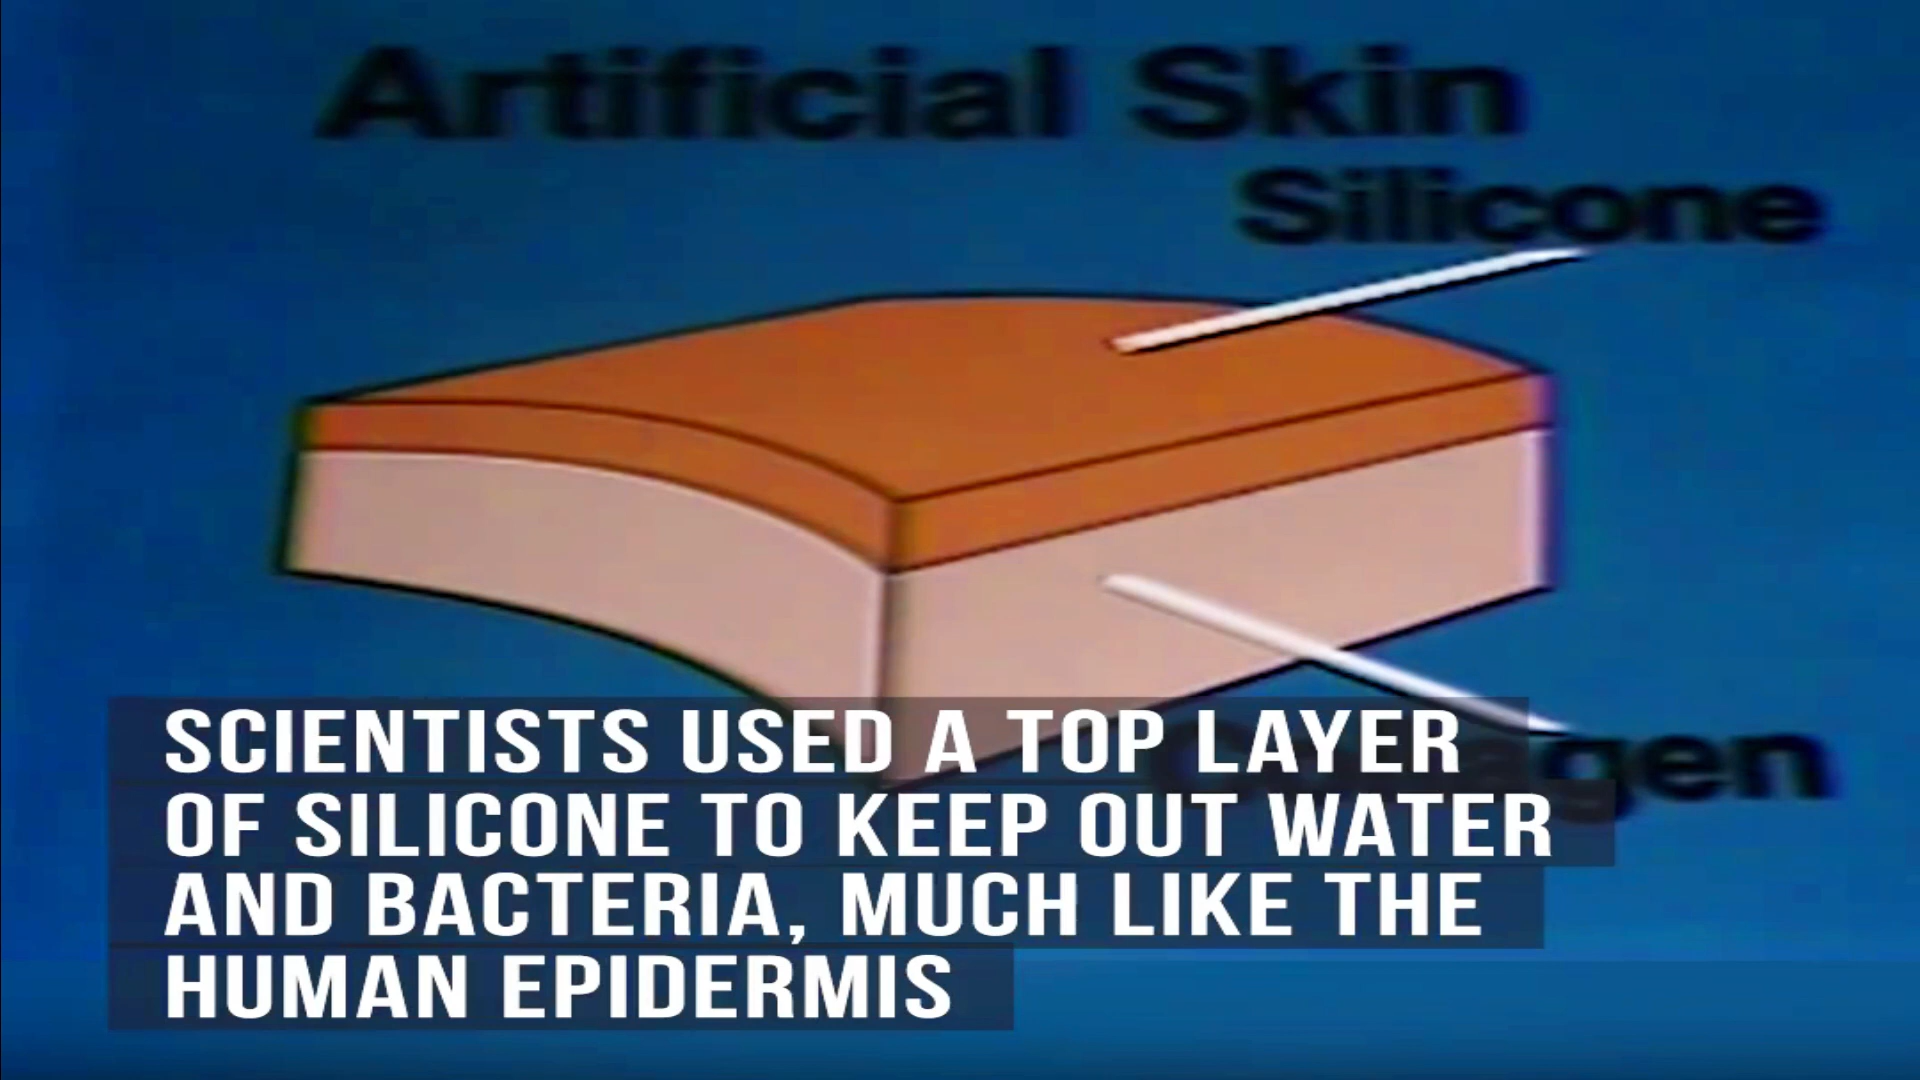 Artificial Skin
Silicone
SCIENTISTS USED A TOP LAYER
OF SILICONE TO KEEP OUT WATER
AND BACTERIA, MUCH LIKE THE
HUMAN EPIDERMIS